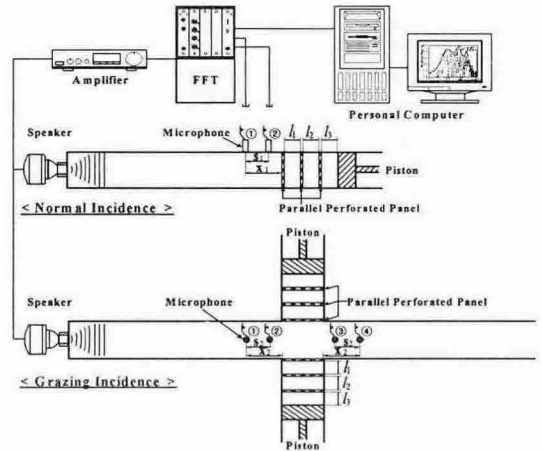 Amplifier
FFT
Personal Computer
Speaker
Microphone
① ② l₁ l₂ l₃
S₁
X₁
Piston
Parallel Perforated Panel
< Normal Incidence >
Piston
Speaker
Microphone
Parallel Perforated Panel
① ② ③ ④
S₂ S₂
X₂ X₂
< Grazing Incidence >
l₁
l₂
l₃
Piston